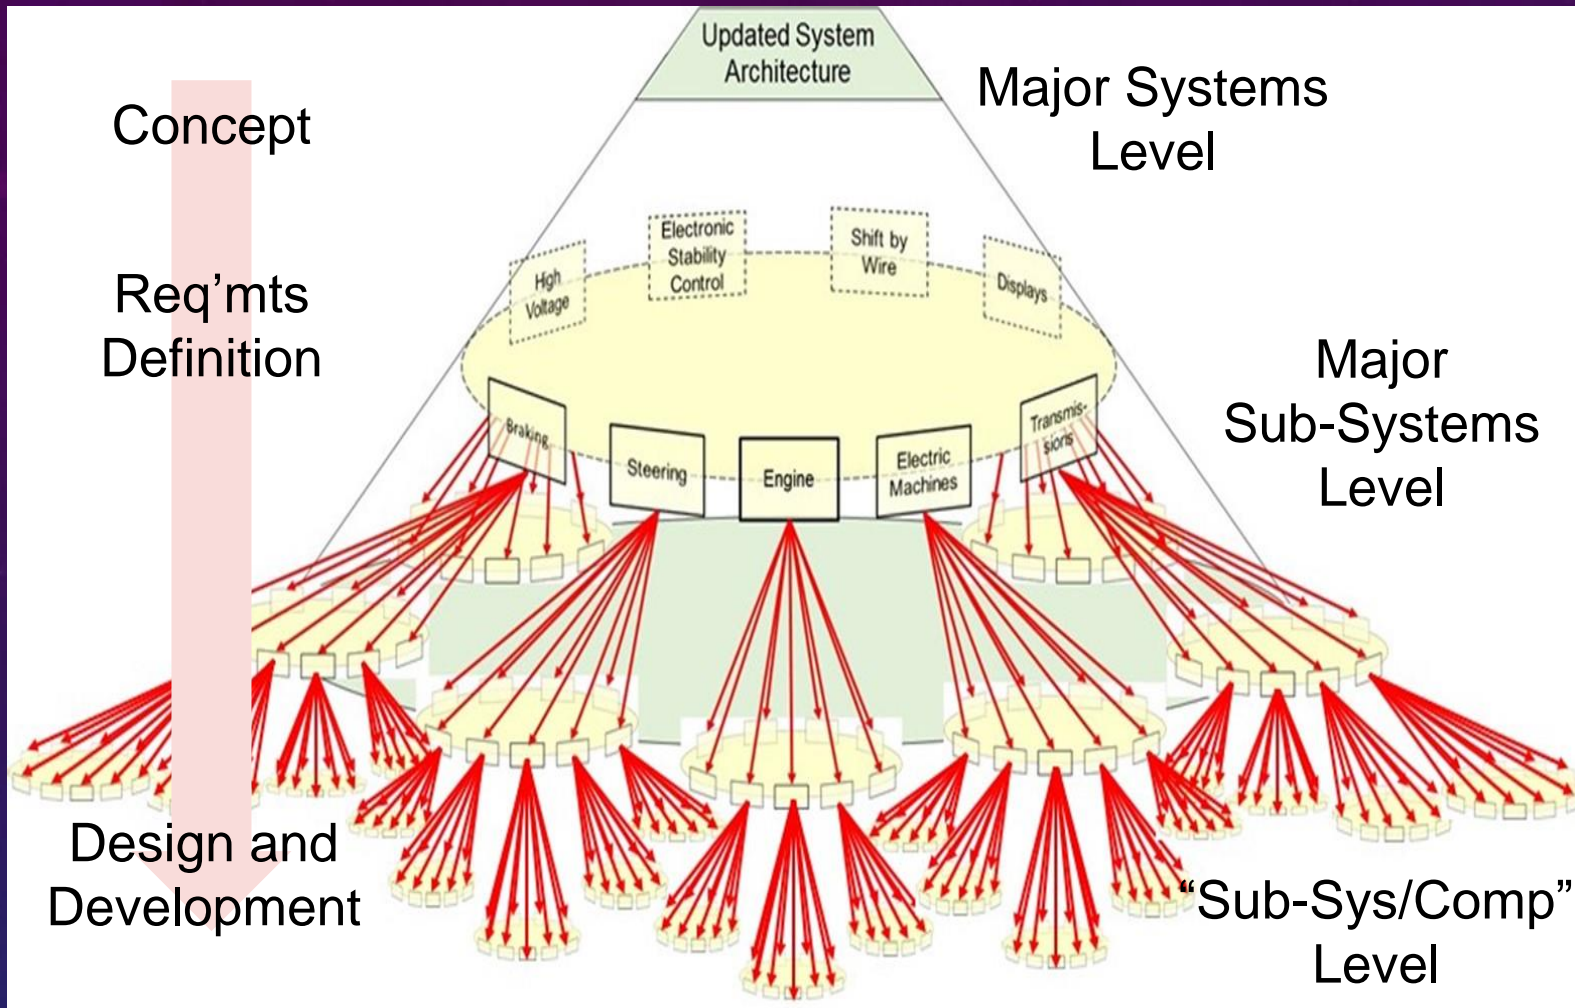 Updated System
Architecture
Major Systems
Level
Concept
Electronic
Stability
Control
Shift by
Wire
High
Voltage
Displays
Req’mts
Definition
Major
Sub-Systems
Level
Braking
Steering
Engine
Electric
Machines
Transmis-
sions
Design and
Development
“Sub-Sys/Comp”
Level